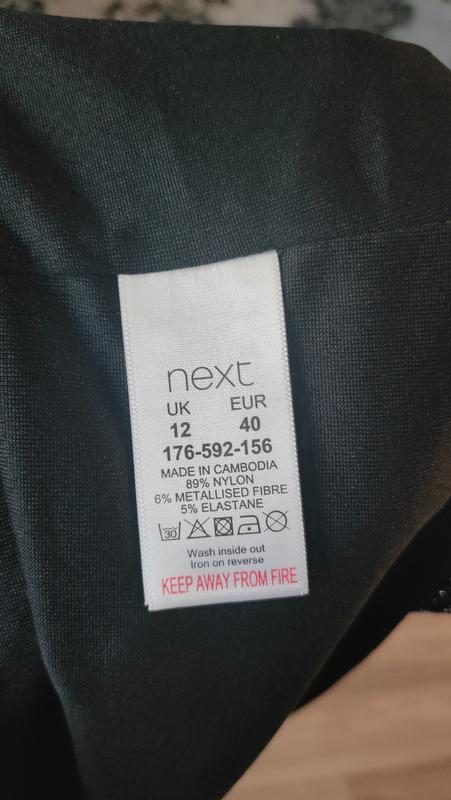 next
UK EUR
12 40
176-592-156
MADE IN CAMBODIA
89% NYLON
6% METALLISED FIBRE
5% ELASTANE
30
Wash inside out
Iron on reverse
KEEP AWAY FROM FIRE